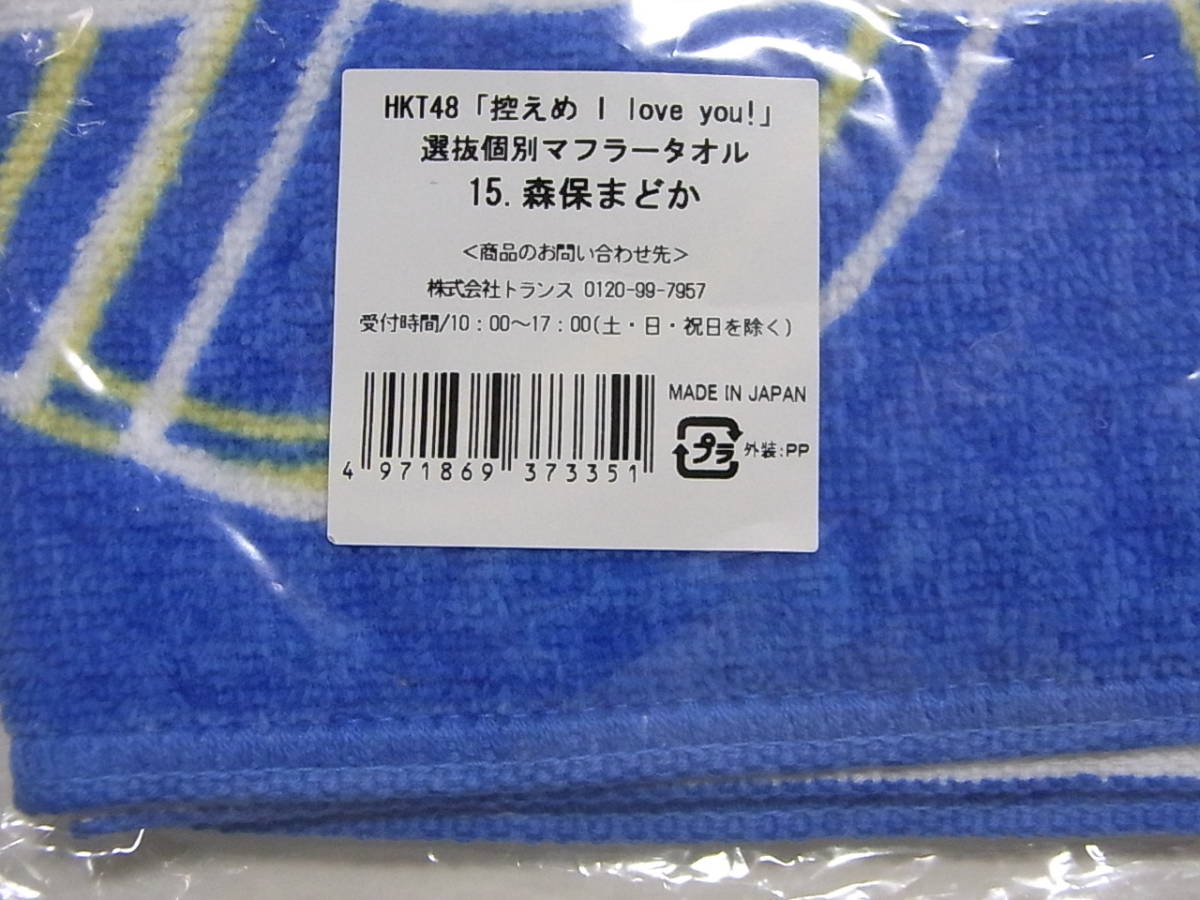 HKT48「控えめ I love you!」
選抜個別マフラータオル
15.森保まどか
＜商品のお問い合わせ先＞
株式会社トランス 0120-99-7957
受付時間/10：00～17：00(土・日・祝日を除く)
MADE IN JAPAN
プラ 外装:PP
4 971869 373351